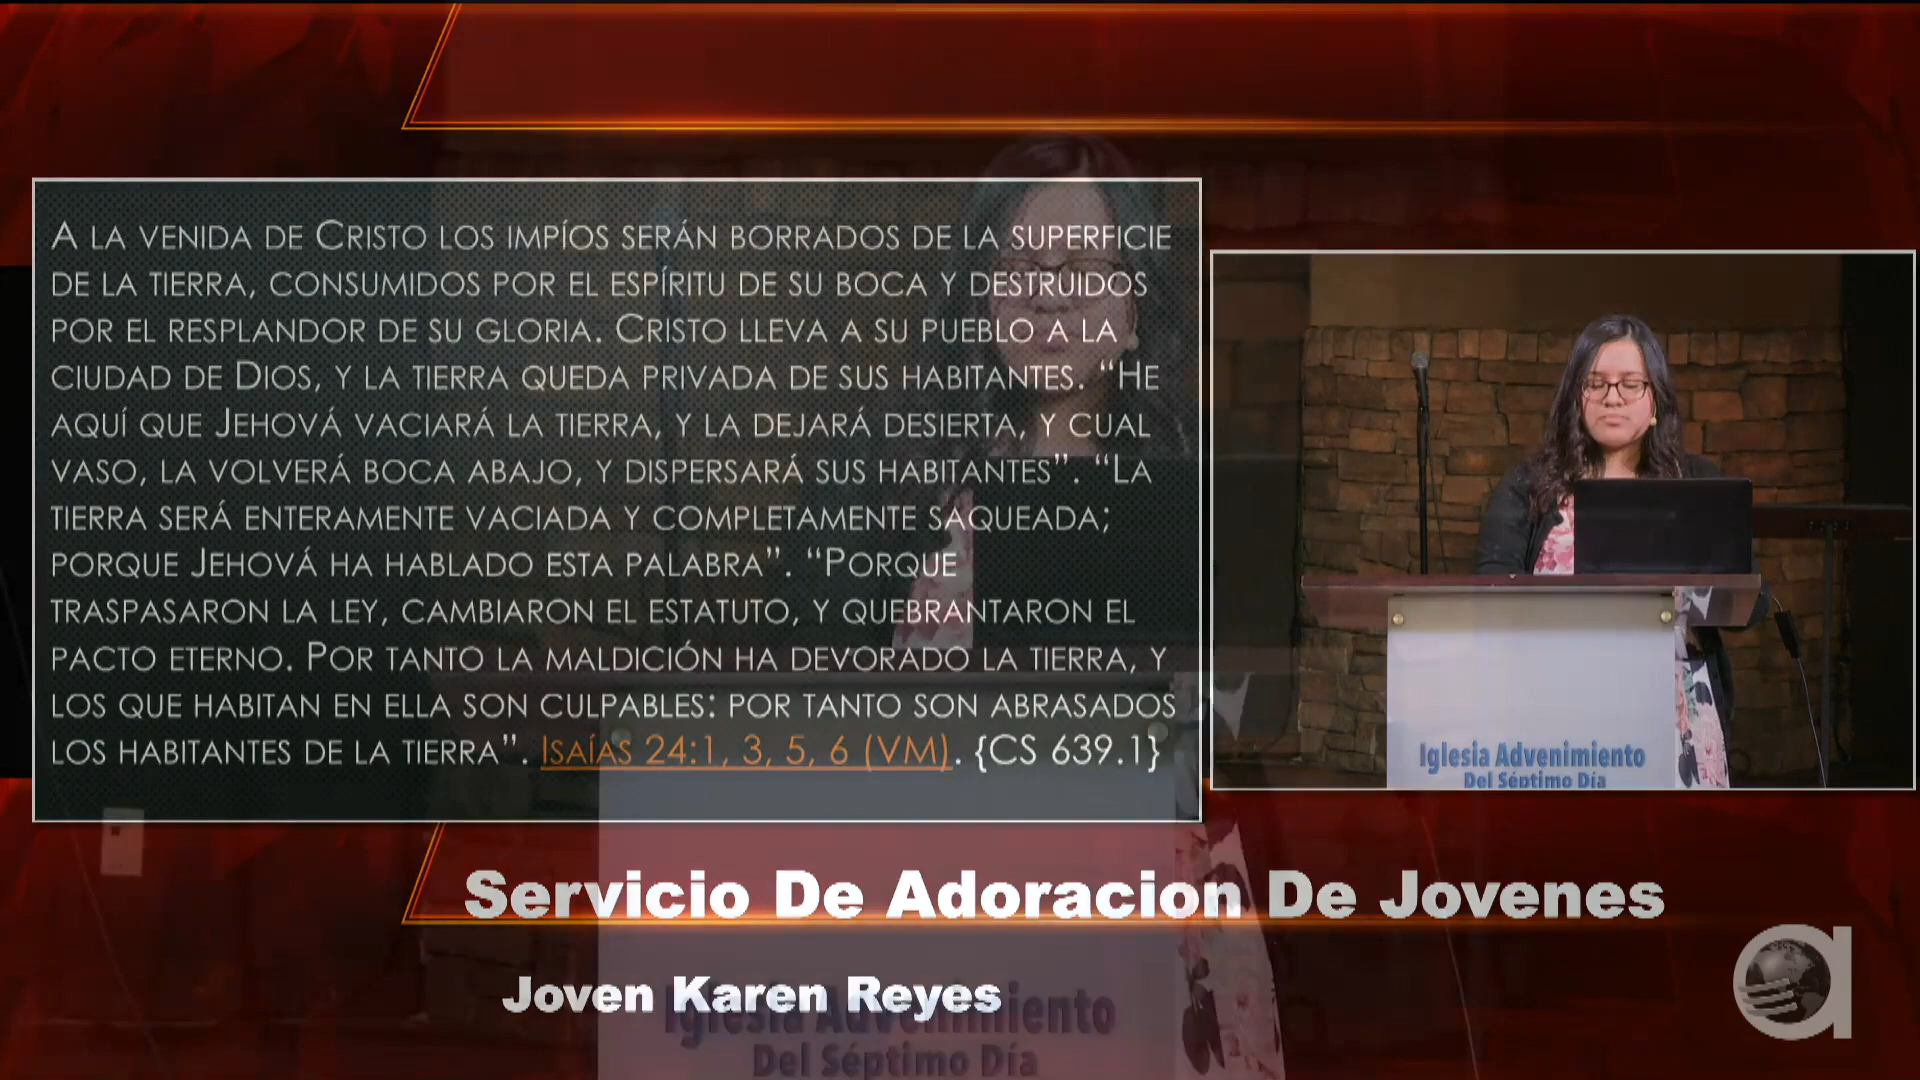 A LA VENIDA DE CRISTO LOS IMPÍOS SERÁN BORRADOS DE LA SUPERFICIE
DE LA TIERRA, CONSUMIDOS POR EL ESPÍRITU DE SU BOCA Y DESTRUIDOS
POR EL RESPLANDOR DE SU GLORIA. CRISTO LLEVA A SU PUEBLO A LA
CIUDAD DE DIOS, Y LA TIERRA QUEDA PRIVADA DE SUS HABITANTES. “HE
AQUÍ QUE JEHOVÁ VACIARÁ LA TIERRA, Y LA DEJARÁ DESIERTA, Y CUAL
VASO, LA VOLVERÁ BOCA ABAJO, Y DISPERSARÁ SUS HABITANTES”. “LA
TIERRA SERÁ ENTERAMENTE VACIADA Y COMPLETAMENTE SAQUEADA;
PORQUE JEHOVÁ HA HABLADO ESTA PALABRA”. “PORQUE
TRASPASARON LA LEY, CAMBIARON EL ESTATUTO, Y QUEBRANTARON EL
PACTO ETERNO. POR TANTO LA MALDICIÓN HA DEVORADO LA TIERRA, Y
LOS QUE HABITAN EN ELLA SON CULPABLES: POR TANTO SON ABRASADOS
LOS HABITANTES DE LA TIERRA”. ISAÍAS 24:1, 3, 5, 6 (VM). {CS 639.1}
Iglesia Advenimiento
Del Séptimo Día
Servicio De Adoracion De Jovenes
Joven Karen Reyes
Iglesia Advenimiento
Del Séptimo Día